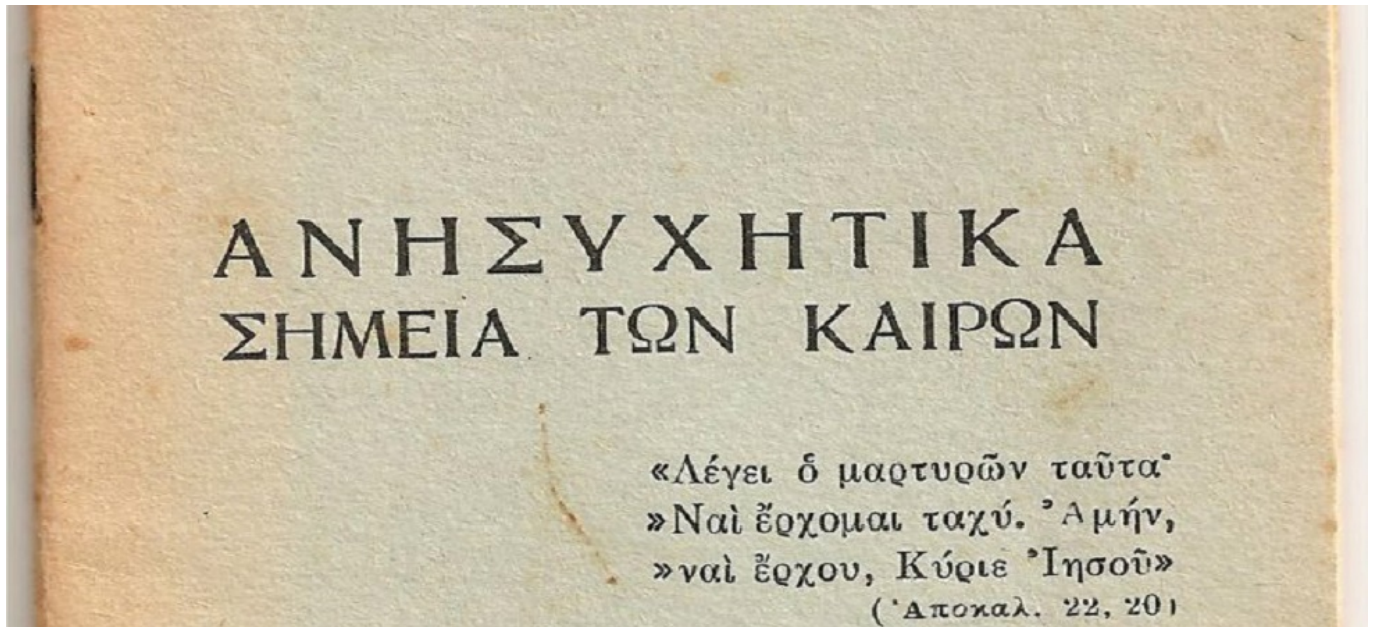 ΑΝΗΣΥΧΗΤΙΚΑ
ΣΗΜΕΙΑ ΤΩΝ ΚΑΙΡΩΝ
«Λέγει ὁ μαρτυρῶν ταῦτα·
»Ναὶ ἔρχομαι ταχύ. Ἀμήν,
»ναὶ ἔρχου, Κύριε Ἰησοῦ»
(Ἀποκαλ. 22, 20)